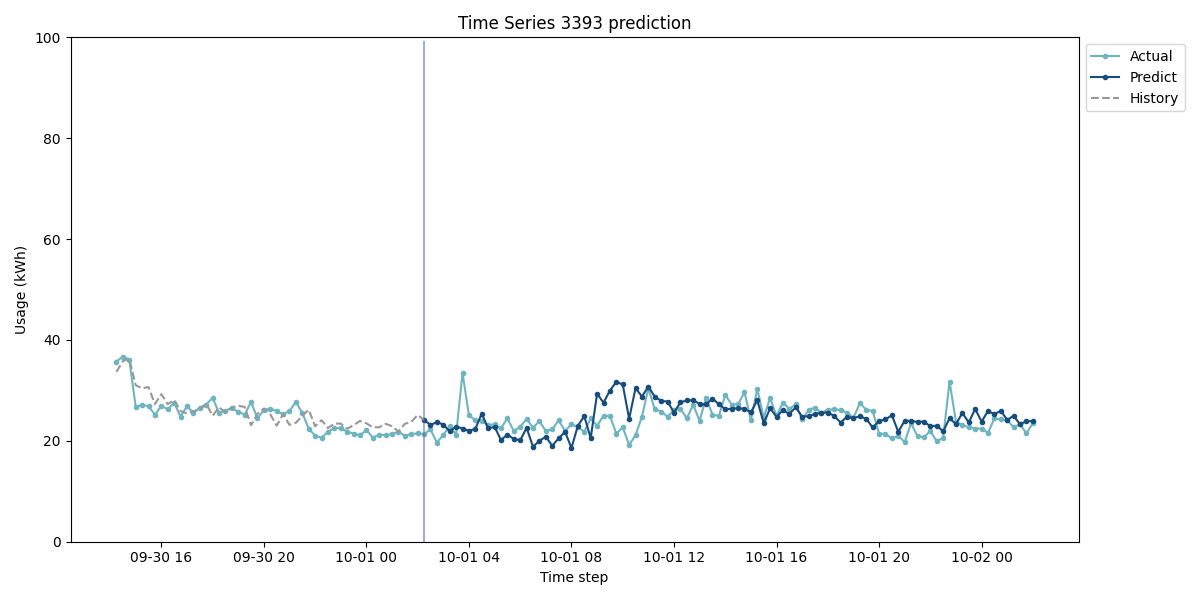 Time Series 3393 prediction
100
80
60
40
20
0
Usage (kWh)
09-30 16
09-30 20
10-01 00
10-01 04
10-01 08
10-01 12
10-01 16
10-01 20
10-02 00
Time step
Actual
Predict
History